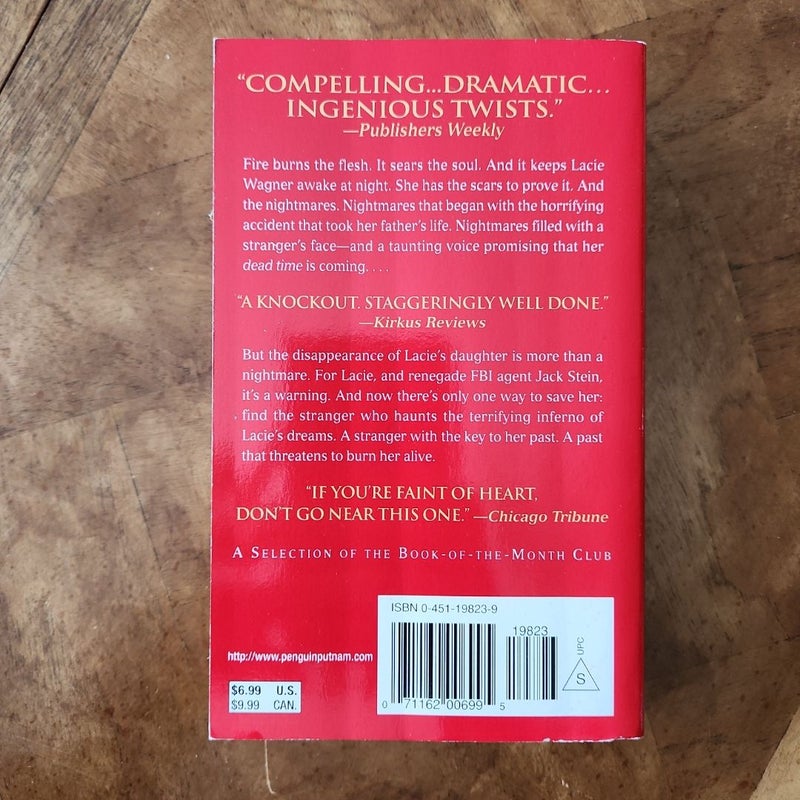 “COMPELLING...DRAMATIC...
INGENIOUS TWISTS.”
—Publishers Weekly
Fire burns the flesh. It sears the soul. And it keeps Lacie
Wagner awake at night. She has the scars to prove it. And
the nightmares. Nightmares that began with the horrifying
accident that took her father’s life. Nightmares filled with a
stranger’s face—and a taunting voice promising that her
dead time is coming. . . .
“A KNOCKOUT. STAGGERINGLY WELL DONE.”
—Kirkus Reviews
But the disappearance of Lacie’s daughter is more than a
nightmare. For Lacie, and renegade FBI agent Jack Stein,
it’s a warning. And now there’s only one way to save her:
find the stranger who haunts the terrifying inferno of
Lacie’s dreams. A stranger with the key to her past. A past
that threatens to burn her alive.
“IF YOU’RE FAINT OF HEART,
DON’T GO NEAR THIS ONE.” —Chicago Tribune
A SELECTION OF THE BOOK-OF-THE-MONTH CLUB
ISBN 0-451-19823-9
19823
UPC
S
http://www.penguinputnam.com
$6.99 U.S.
$9.99 CAN.
0 71162 00699 5